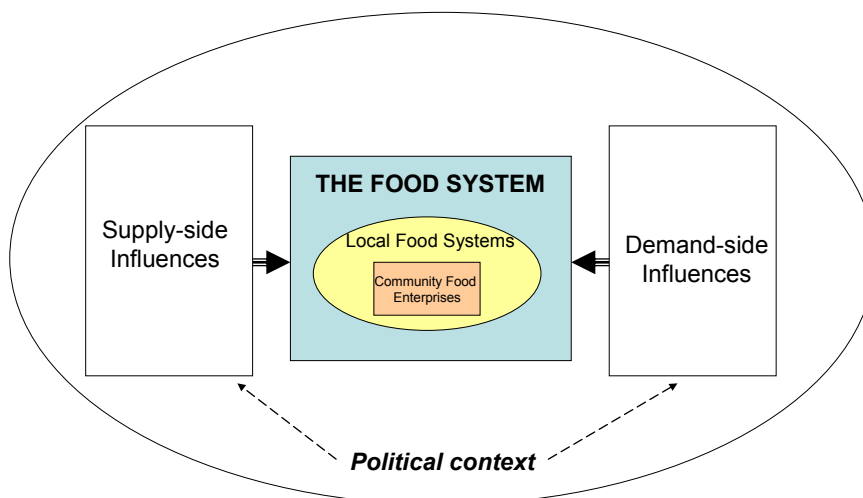 THE FOOD SYSTEM
Supply-side
Influences
Local Food Systems
Community Food
Enterprises
Demand-side
Influences
Political context